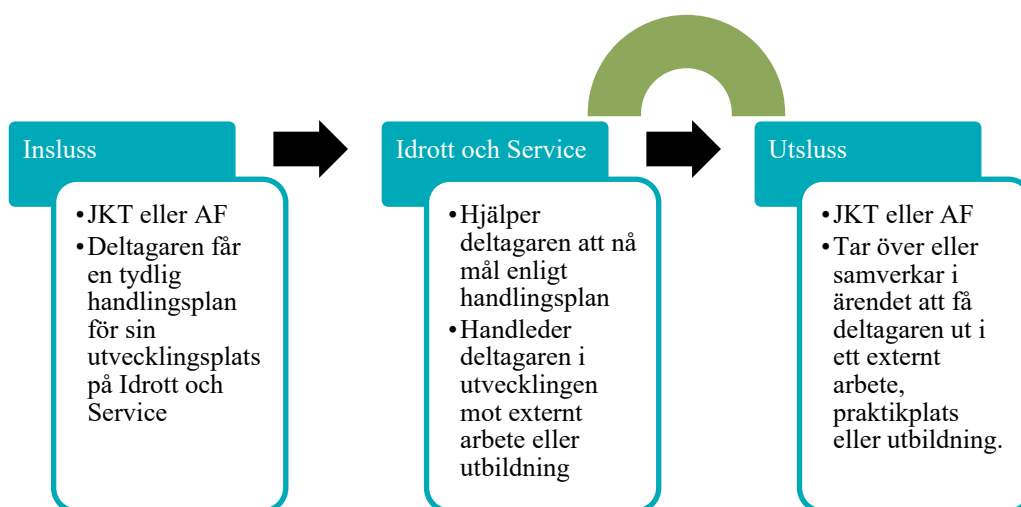 Insluss
•JKT eller AF
•Deltagaren får
en tydlig
handlingsplan
för sin
utvecklingsplats
på Idrott och
Service
Idrott och Service
•Hjälper
deltagaren att nå
mål enligt
handlingsplan
•Handleder
deltagaren i
utvecklingen
mot externt
arbete eller
utbildning
Utsluss
•JKT eller AF
•Tar över eller
samverkar i
ärendet att få
deltagaren ut i
ett externt
arbete,
praktikplats
eller utbildning.